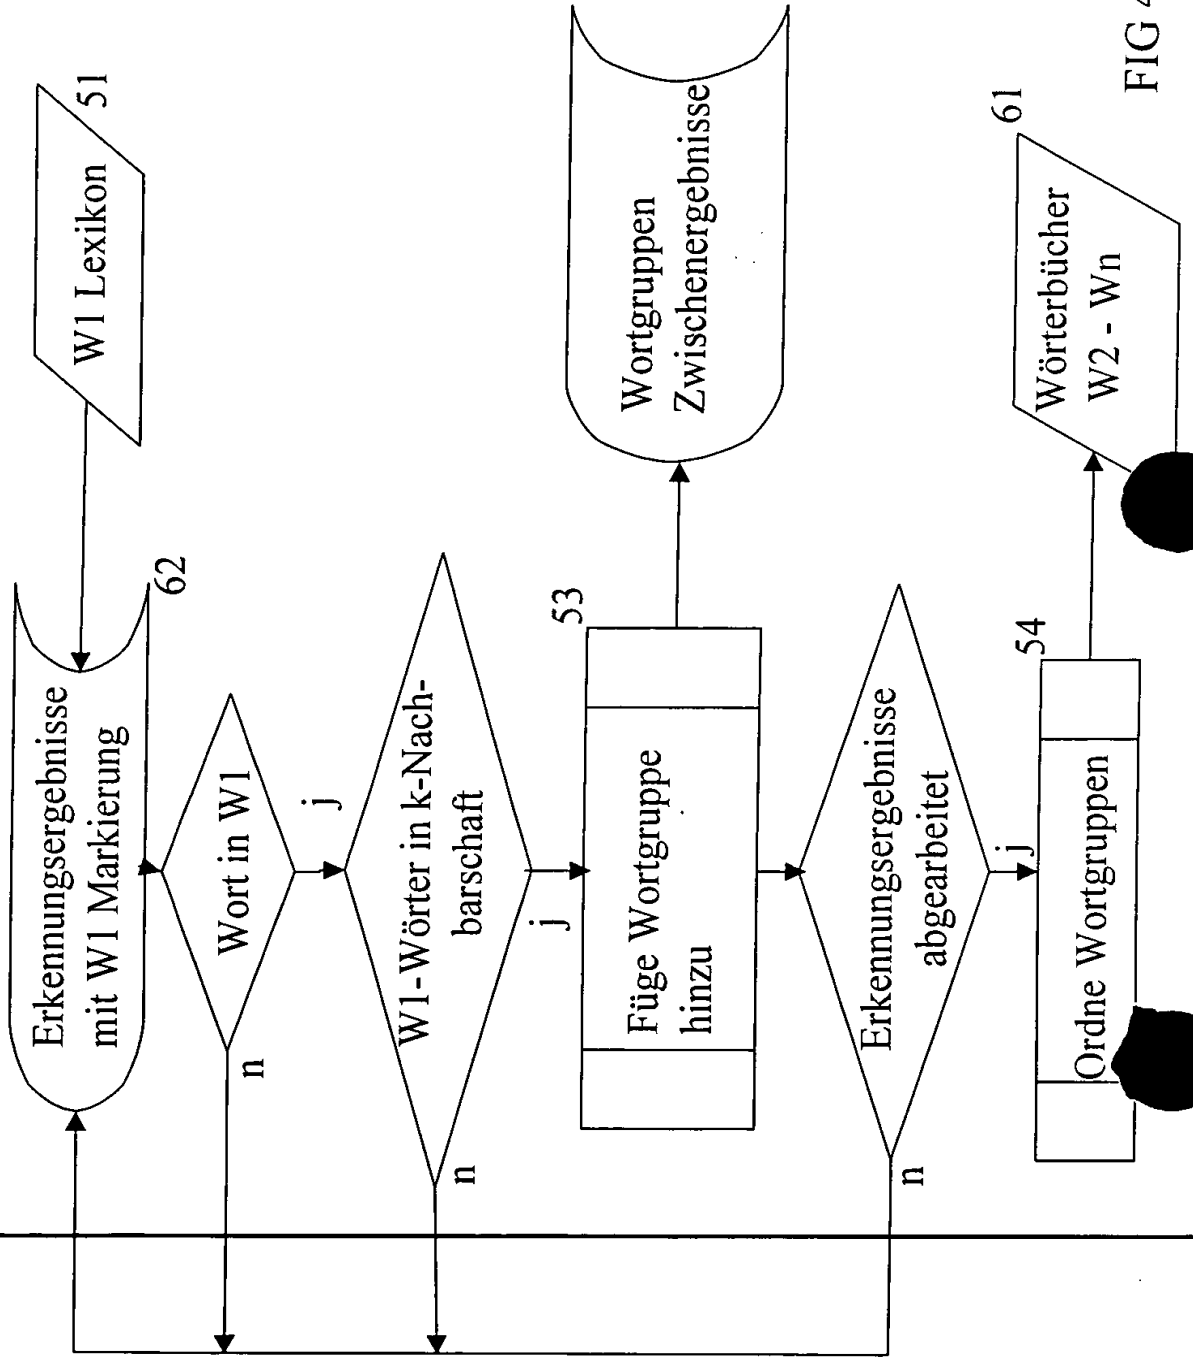 W1 Lexikon
51
Erkennungsergebnisse
mit W1 Markierung
62
Wort in W1
n
j
W1-Wörter in k-Nach-
barschaft
n
j
Füge Wortgruppe
hinzu
53
Wortgruppen
Zwischenergebnisse
Erkennungsergebnisse
abgearbeitet
n
j
Ordne Wortgruppen
54
Wörterbücher
W2 - Wn
61
FIG 4